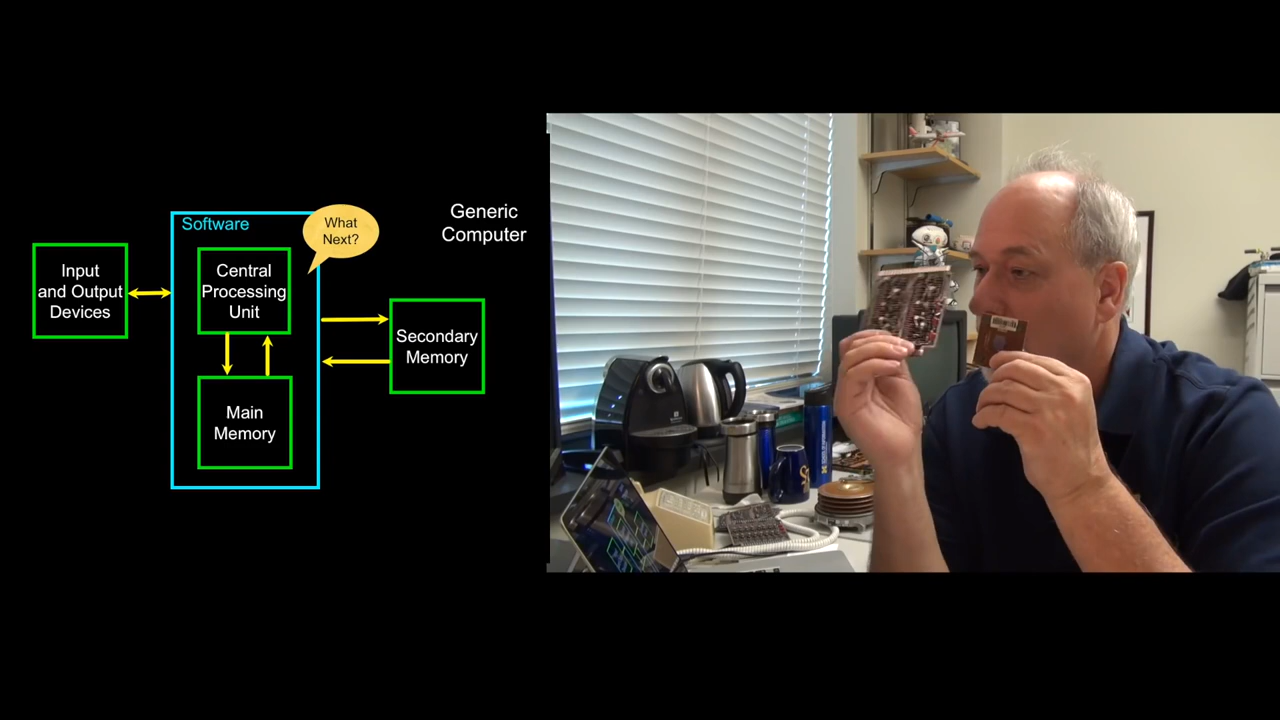 Software
What
Next?
Generic
Computer
Input
and Output
Devices
Central
Processing
Unit
Secondary
Memory
Main
Memory